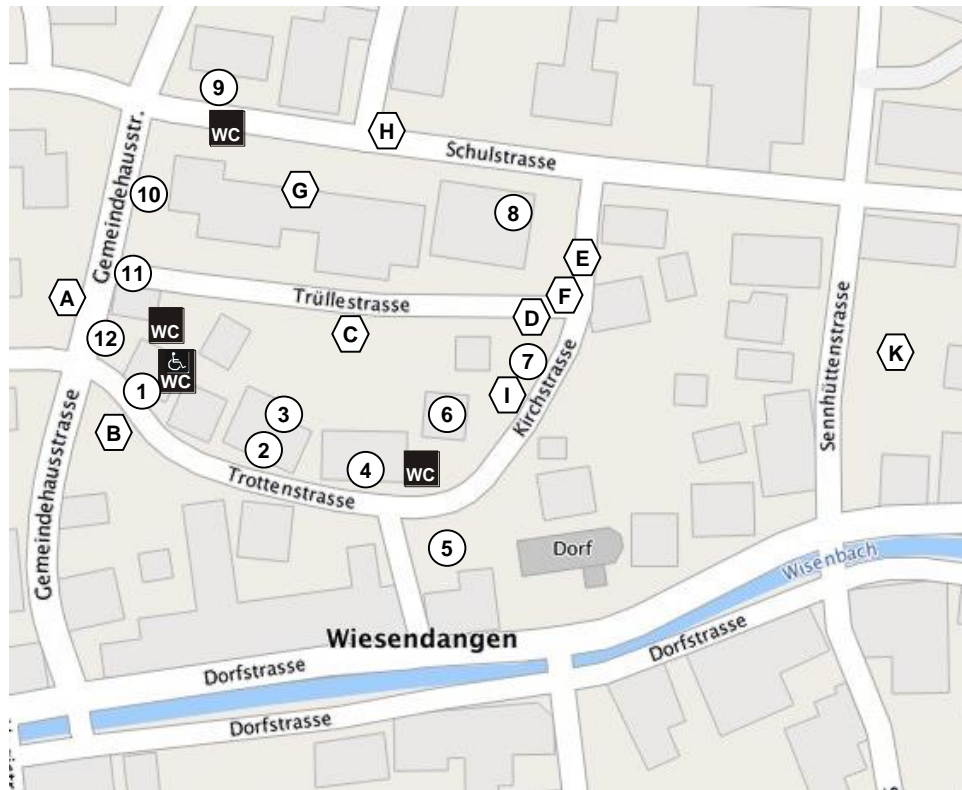 9
WC
H
Schulstrasse
Gemeindehausstr.
10
G
8
11
E
A
Trüllestrasse
F
D
12
WC
C
K
7
WC
1
I
Kirchstrasse
Sennhüttenstrasse
B
3
6
2
4
WC
Trottenstrasse
Gemeindehausstrasse
5
Dorf
Wisenbach
Wiesendangen
Dorfstrasse
Dorfstrasse
Dorfstrasse